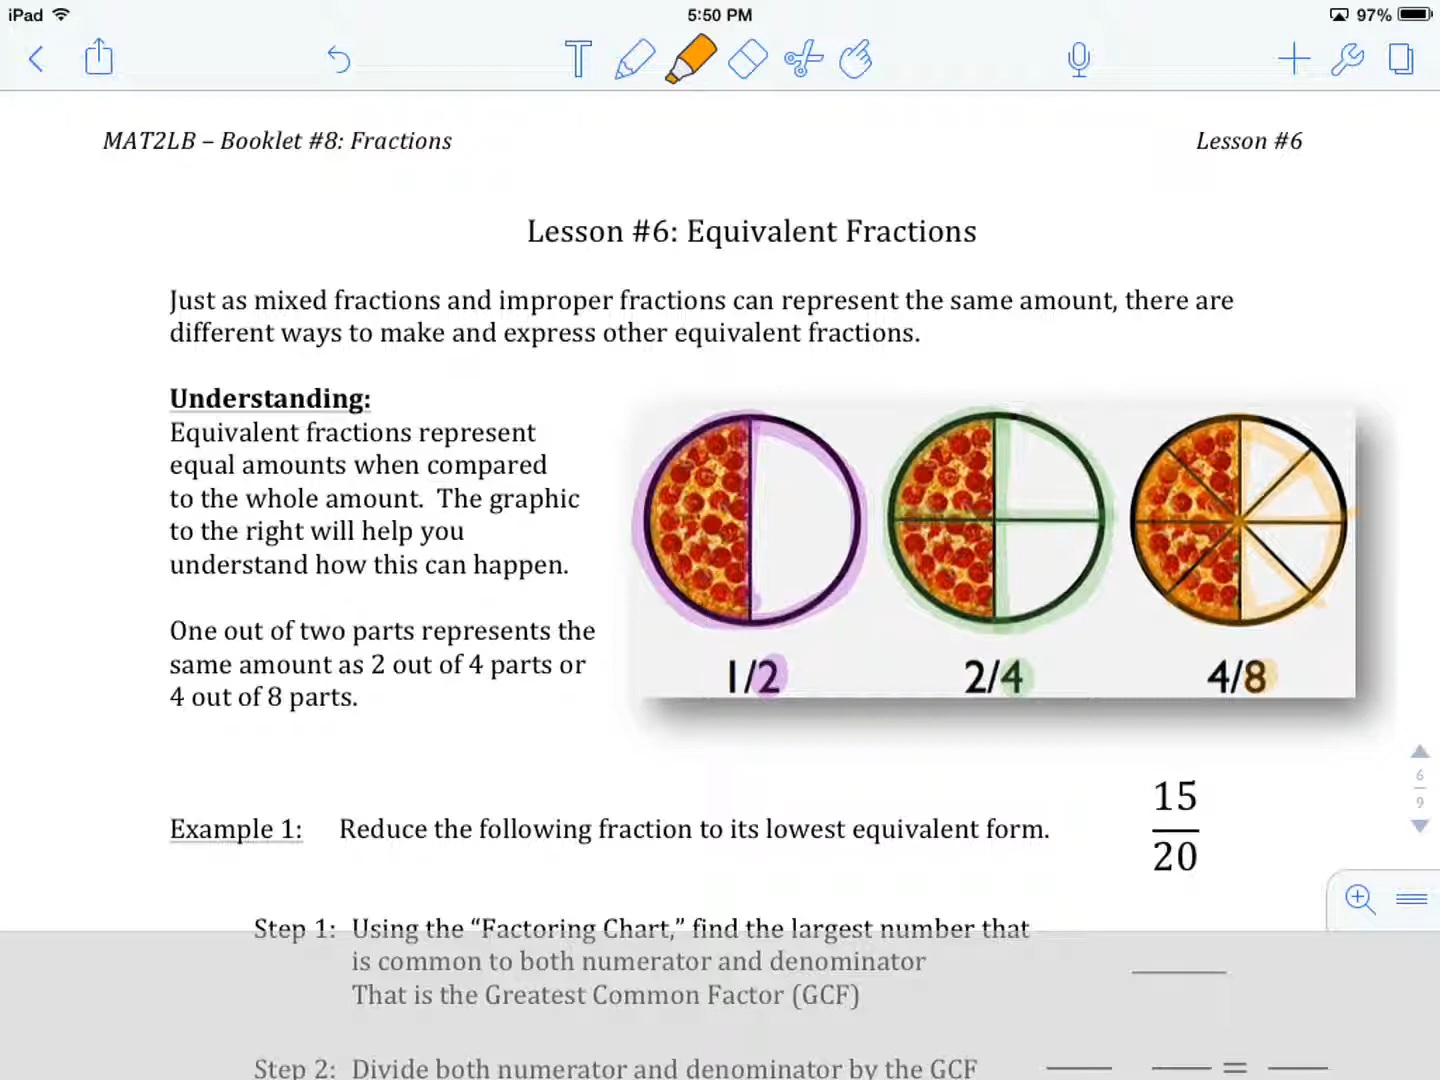 iPad 5:50 PM 97%
MAT2LB – Booklet #8: Fractions Lesson #6
Lesson #6: Equivalent Fractions
Just as mixed fractions and improper fractions can represent the same amount, there are
different ways to make and express other equivalent fractions.
Understanding:
Equivalent fractions represent
equal amounts when compared
to the whole amount. The graphic
to the right will help you
understand how this can happen.
One out of two parts represents the
same amount as 2 out of 4 parts or
4 out of 8 parts.
1/2 2/4 4/8
6
9
Example 1: Reduce the following fraction to its lowest equivalent form.
15
20
Step 1: Using the “Factoring Chart,” find the largest number that
is common to both numerator and denominator
That is the Greatest Common Factor (GCF)
Step 2: Divide both numerator and denominator by the GCF =